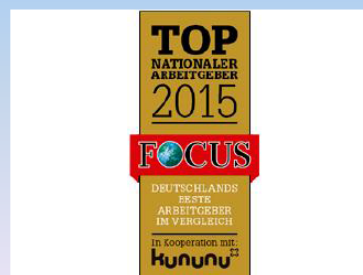 TOP
NATIONALER
ARBEITGEBER
2015
FOCUS
DEUTSCHLANDS
BESTE
ARBEITGEBER
IM VERGLEICH
In Kooperation mit:
kununu